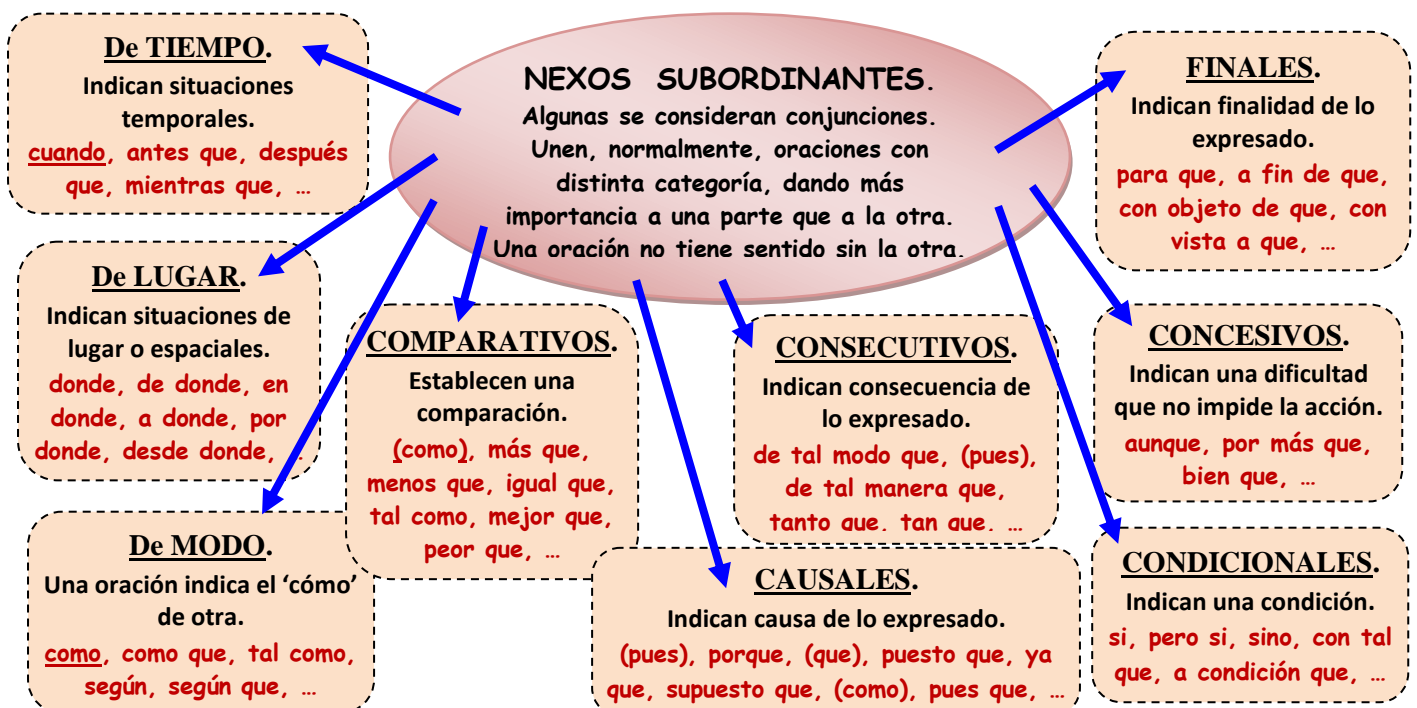 NEXOS SUBORDINANTES.
Algunas se consideran conjunciones.
Unen, normalmente, oraciones con
distinta categoría, dando más
importancia a una parte que a la otra.
Una oración no tiene sentido sin la otra.
De TIEMPO.
Indican situaciones
temporales.
cuando, antes que, después
que, mientras que, …
De LUGAR.
Indican situaciones de
lugar o espaciales.
donde, de donde, en
donde, a donde, por
donde, desde donde, …
De MODO.
Una oración indica el ‘cómo’
de otra.
como, como que, tal como,
según, según que, …
COMPARATIVOS.
Establecen una
comparación.
(como), más que,
menos que, igual que,
tal como, mejor que,
peor que, …
CONSECUTIVOS.
Indican consecuencia de
lo expresado.
de tal modo que, (pues),
de tal manera que,
tanto que, tan que, …
CAUSALES.
Indican causa de lo expresado.
(pues), porque, (que), puesto que, ya
que, supuesto que, (como), pues que, …
FINALES.
Indican finalidad de lo
expresado.
para que, a fin de que,
con objeto de que, con
vista a que, …
CONCESIVOS.
Indican una dificultad
que no impide la acción.
aunque, por más que,
bien que, …
CONDICIONALES.
Indican una condición.
si, pero si, sino, con tal
que, a condición que, …